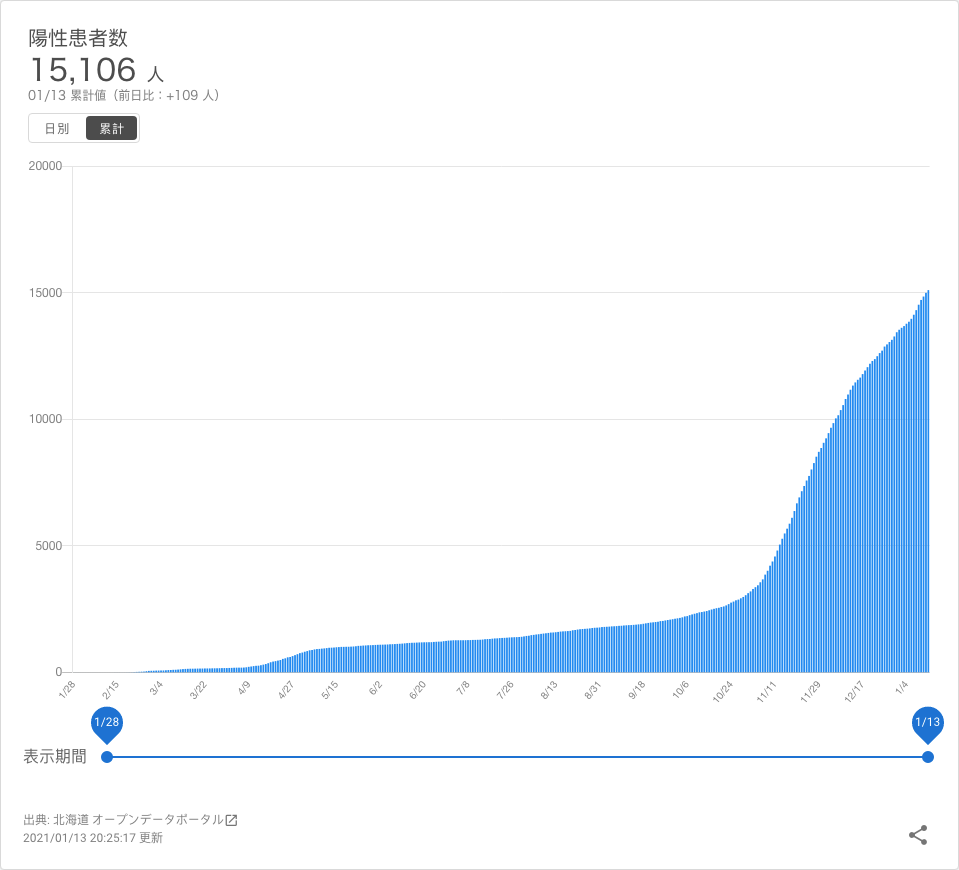 陽性患者数
15,106 人
01/13 累計値（前日比：+109 人）
日別 累計
20000
15000
10000
5000
0
1/28 2/15 3/4 3/22 4/9 4/27 5/15 6/2 6/20 7/8 7/26 8/13 8/31 9/18 10/6 10/24 11/11 11/29 12/17 1/4
1/28 1/13
表示期間
出典: 北海道 オープンデータポータル
2021/01/13 20:25:17 更新